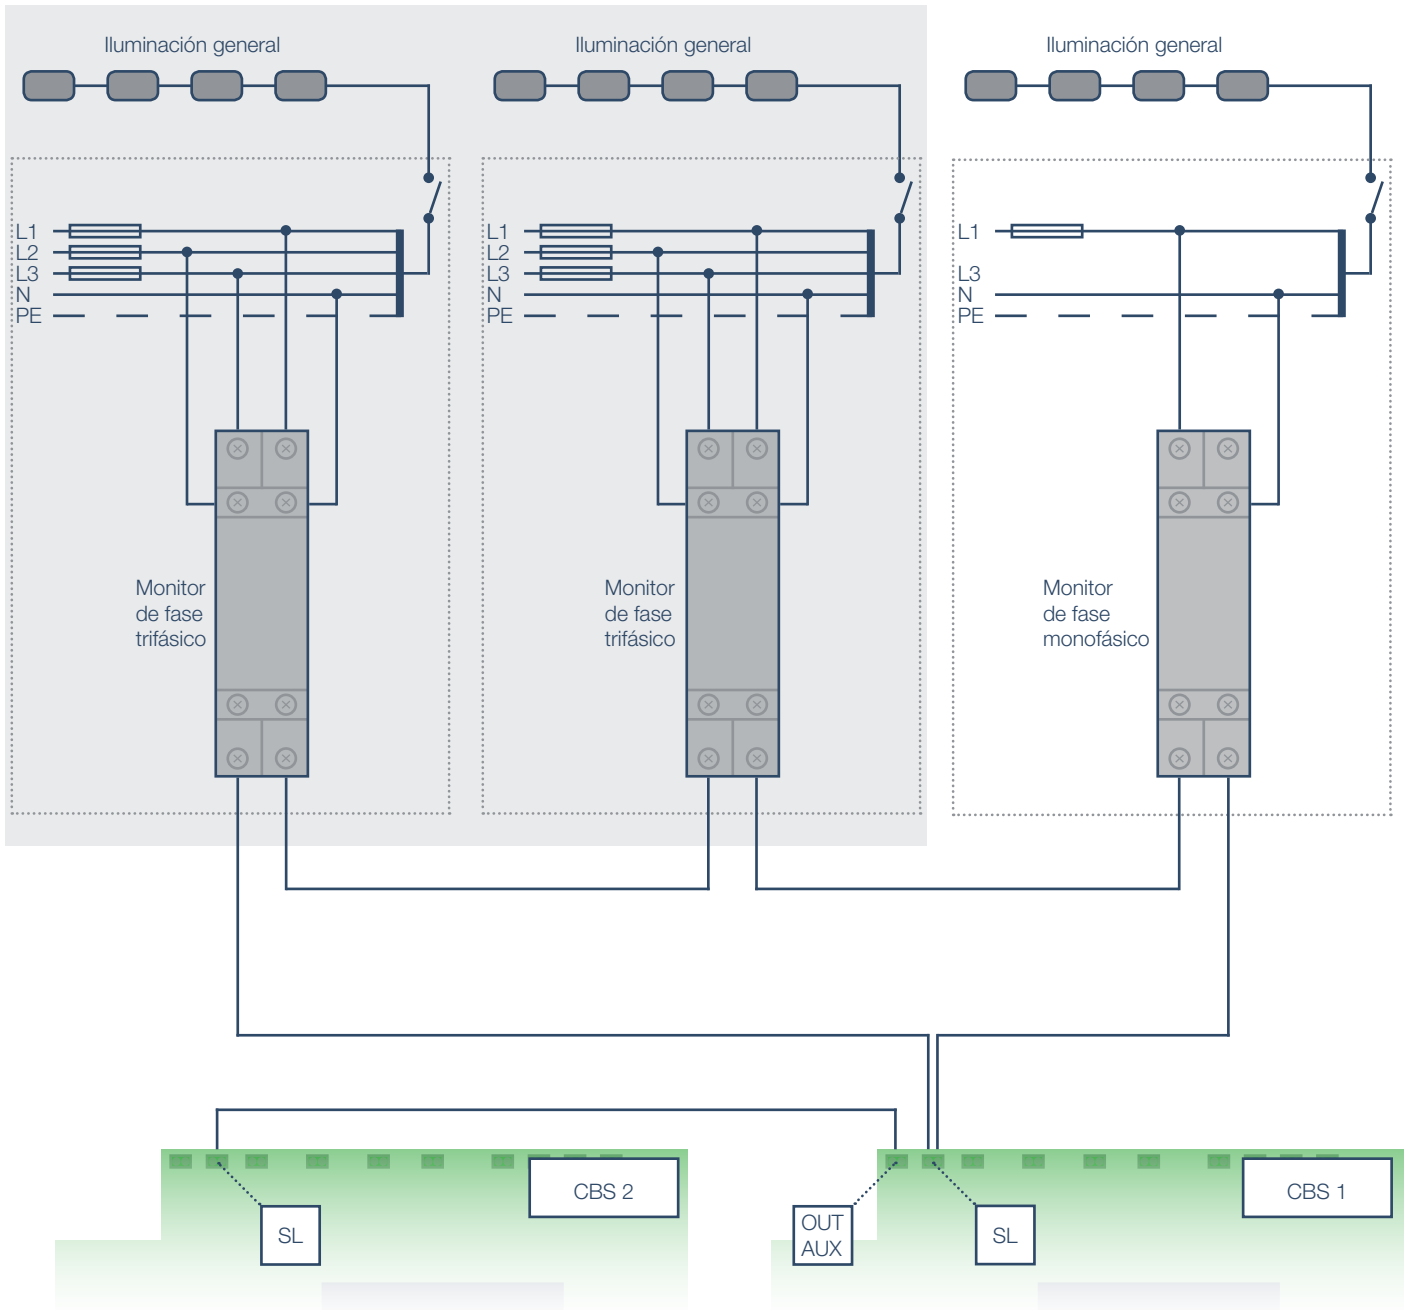 Iluminación general
Iluminación general
Iluminación general
L1
L2
L3
N
PE
L1
L2
L3
N
PE
L1
L3
N
PE
Monitor
de fase
trifásico
Monitor
de fase
trifásico
Monitor
de fase
monofásico
CBS 2
SL
OUT
AUX
SL
CBS 1